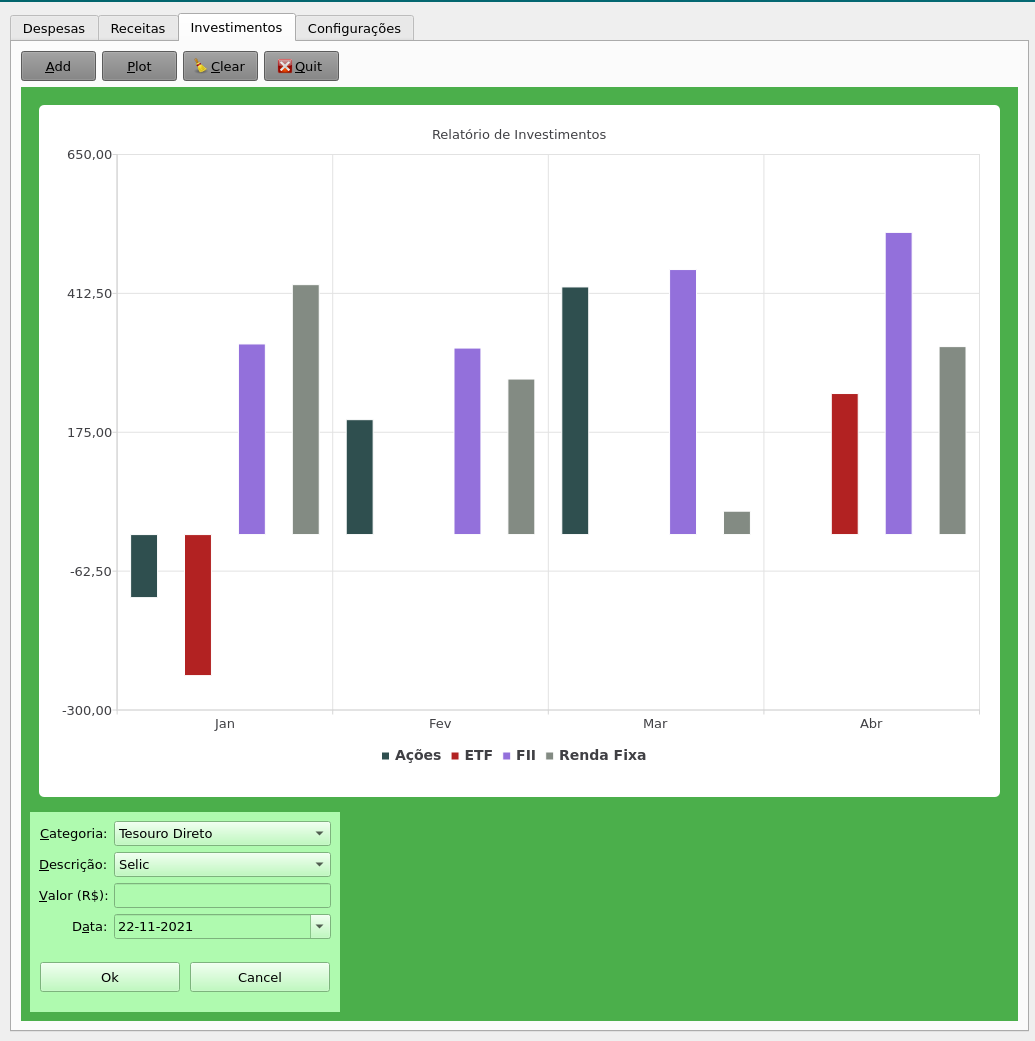 Despesas Receitas Investimentos Configurações
Add Plot Clear Quit
Relatório de Investimentos
650,00
412,50
175,00
-62,50
-300,00
Jan Fev Mar Abr
Ações ETF FII Renda Fixa
Categoria: Tesouro Direto
Descrição: Selic
Valor (R$):
Data: 22-11-2021
Ok Cancel